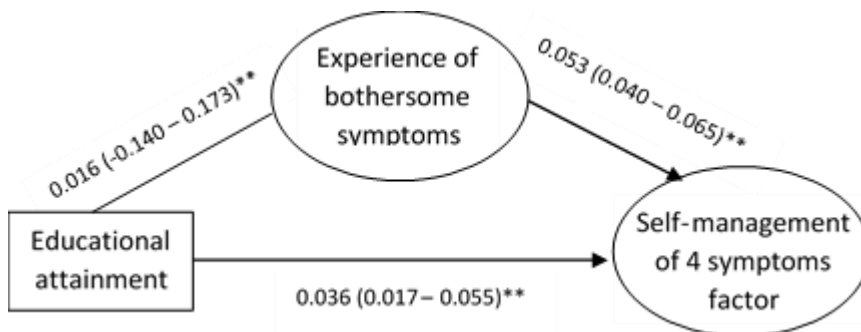 Experience of
bothersome
symptoms
0.016 (-0.140 – 0.173)**
0.053 (0.040 – 0.065)**
Educational
attainment
Self-management
of 4 symptoms
factor
0.036 (0.017 – 0.055)**